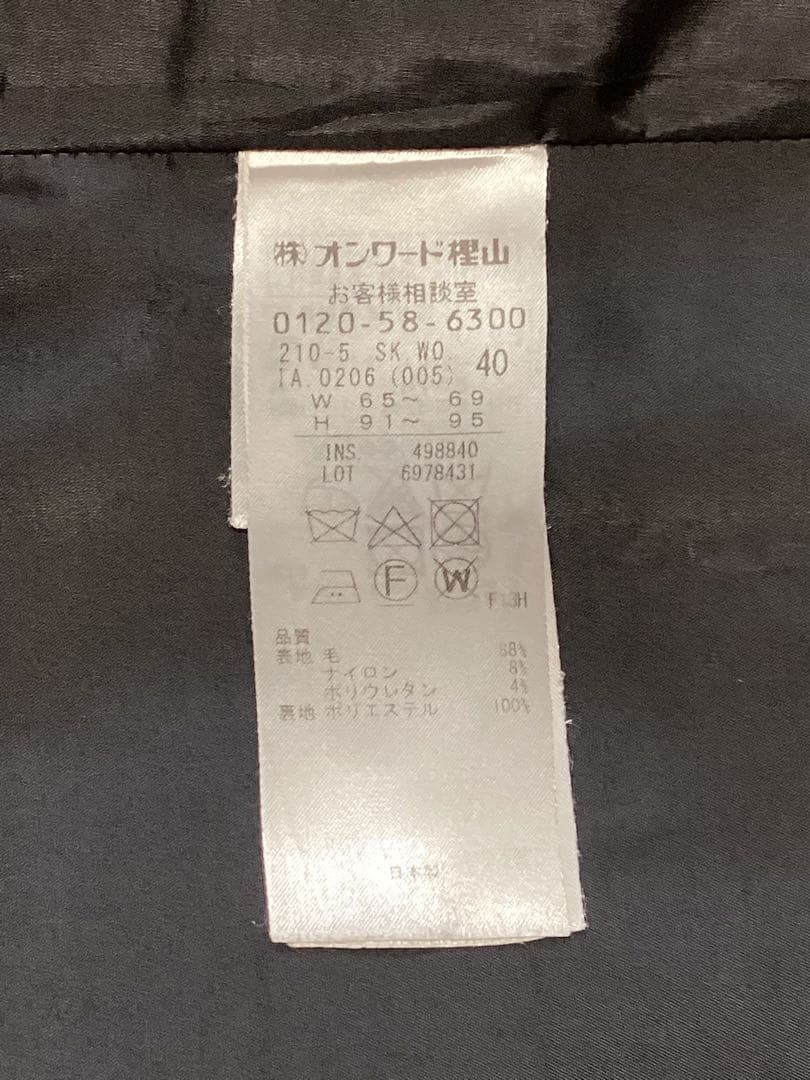 ㈱オンワード樫山
お客様相談室
0120-58-6300
210-5 SK.WO. 40
IA.0206 (005)
W 65～ 69
H 91～ 95
INS. 498840
LOT 6978431
F
W
品質
表地 毛 88%
ナイロン 8%
ポリウレタン 4%
裏地 ポリエステル 100%
日本製